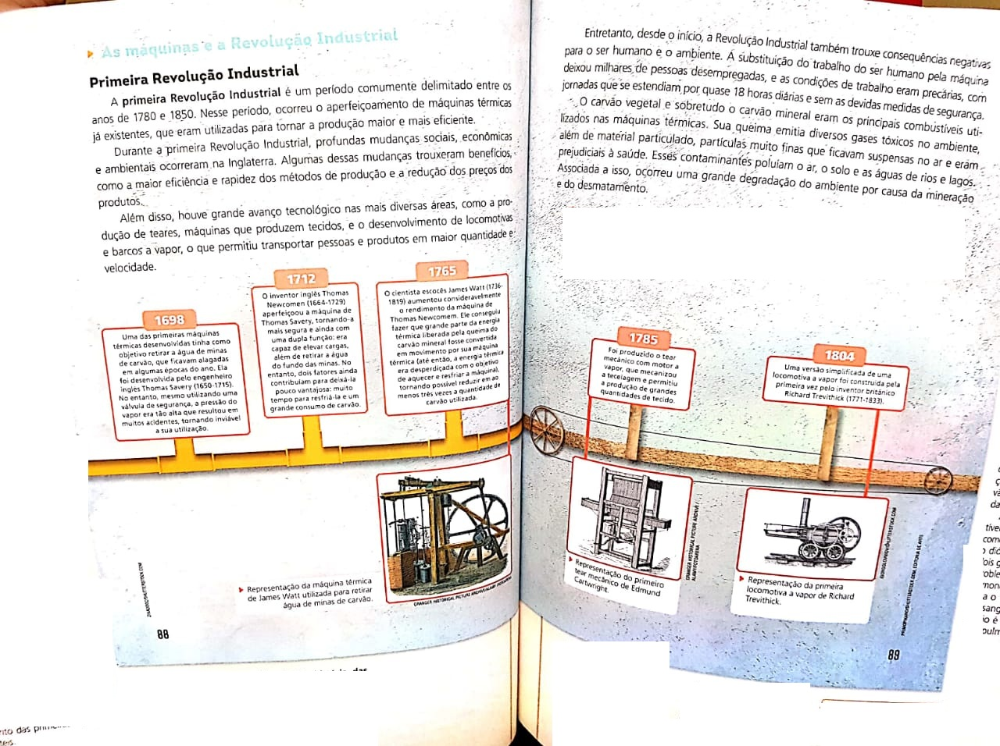 As máquinas e a Revolução Industrial
Primeira Revolução Industrial
A primeira Revolução Industrial é um período comumente delimitado entre os
anos de 1780 e 1850. Nesse período, ocorreu o aperfeiçoamento de máquinas térmicas
já existentes, que eram utilizadas para tornar a produção maior e mais eficiente.
Durante a primeira Revolução Industrial, profundas mudanças sociais, econômicas
e ambientais ocorreram na Inglaterra. Algumas dessas mudanças trouxeram benefícios,
como a maior eficiência e rapidez dos métodos de produção e a redução dos preços dos
produtos.
Além disso, houve grande avanço tecnológico nas mais diversas áreas, como a pro-
dução de teares, máquinas que produzem tecidos, e o desenvolvimento de locomotivas
e barcos a vapor, o que permitiu transportar pessoas e produtos em maior quantidade e
velocidade.
1698
Uma das primeiras máquinas
térmicas desenvolvidas tinha como
objetivo retirar a água de minas
de carvão, que ficavam alagadas
em algumas épocas do ano. Ela
foi desenvolvida pelo engenheiro
inglês Thomas Savery (1650-1715).
No entanto, mesmo utilizando uma
válvula de segurança, a pressão do
vapor era tão alta que resultou em
muitos acidentes, tornando inviável
a sua utilização.
1712
O inventor inglês Thomas
Newcomen (1664-1729)
aperfeiçoou a máquina de
Thomas Savery, tornando-a
mais segura e ainda com
uma dupla função: era
capaz de elevar cargas,
além de retirar a água
do fundo das minas. No
entanto, dois fatores ainda
contribuíam para deixá-la
pouco vantajosa: muito
tempo para resfriá-la e um
grande consumo de carvão.
1765
O cientista escocês James Watt (1736-
1819) aumentou consideravelmente
o rendimento da máquina de
Thomas Newcomem. Ele conseguiu
fazer que grande parte da energia
térmica liberada pela queima do
carvão mineral fosse convertida
em movimento por sua máquina
térmica (até então, a energia térmica
era desperdiçada com o objetivo
de aquecer e resfriar a máquina),
tornando possível reduzir em ao
menos três vezes a quantidade de
carvão utilizada.
Representação da máquina térmica
de James Watt utilizada para retirar
água de minas de carvão.
GRANGER HISTORICAL PICTURE ARCHIVE/ALAMY/FOTOARENA
88
das
Entretanto, desde o início, a Revolução Industrial também trouxe consequências negativas
para o ser humano e o ambiente. A substituição do trabalho do ser humano pela máquina
deixou milhares de pessoas desempregadas, e as condições de trabalho eram precárias, com
jornadas que se estendiam por quase 18 horas diárias e sem as devidas medidas de segurança.
O carvão vegetal e sobretudo o carvão mineral eram os principais combustíveis uti-
lizados nas máquinas térmicas. Sua queima emitia diversos gases tóxicos no ambiente,
além de material particulado, partículas muito finas que ficavam suspensas no ar e eram
prejudiciais à saúde. Esses contaminantes poluíam o ar, o solo e as águas de rios e lagos.
Associada a isso, ocorreu uma grande degradação do ambiente por causa da mineração
e do desmatamento.
1785
Foi produzido o tear
mecânico com motor a
vapor, que mecanizou
a tecelagem e permitiu
a produção de grandes
quantidades de tecido.
1804
Uma versão simplificada de uma
locomotiva a vapor foi construída pela
primeira vez pelo inventor britânico
Richard Trevithick (1771-1833).
Representação do primeiro
tear mecânico de Edmund
Cartwright.
GRANGER HISTORICAL PICTURE ARCHIVE /
ALAMY/FOTOARENA
Representação da primeira
locomotiva a vapor de Richard
Trevithick.
89